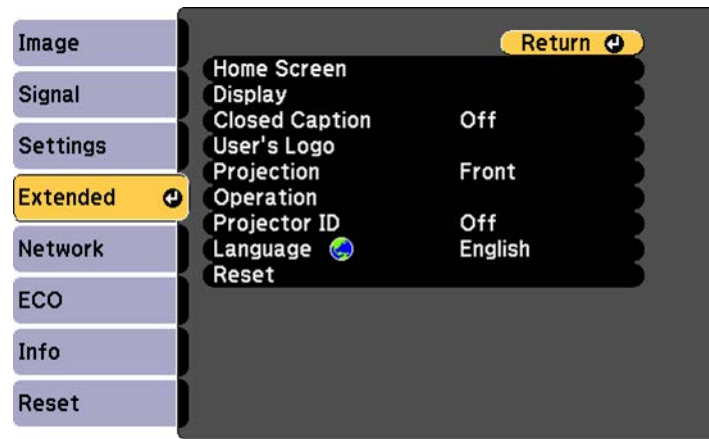 Image
Signal
Settings
Extended
Network
ECO
Info
Reset
Return
Home Screen
Display
Closed Caption Off
User's Logo
Projection Front
Operation
Projector ID Off
Language English
Reset